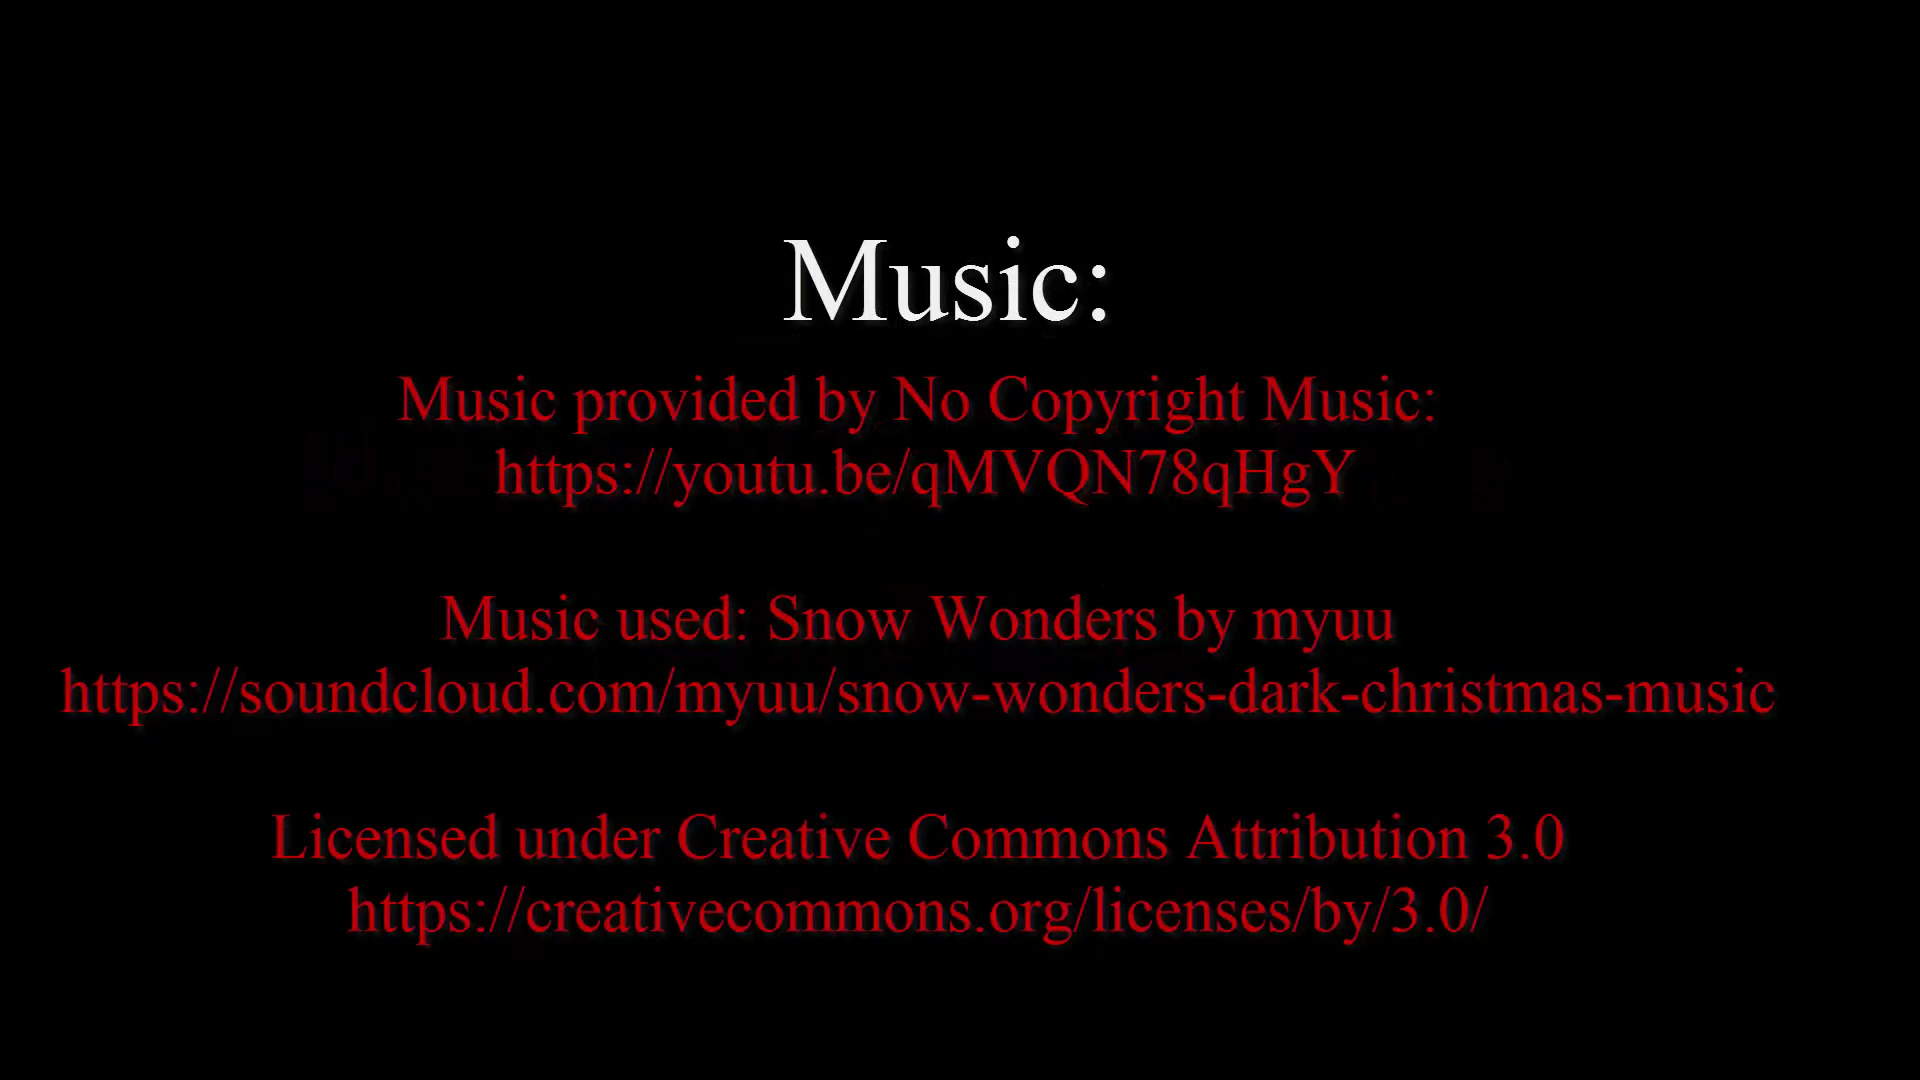 Music:
Music provided by No Copyright Music:
https://youtu.be/qMVQN78qHgY
Music used: Snow Wonders by myuu
https://soundcloud.com/myuu/snow-wonders-dark-christmas-music
Licensed under Creative Commons Attribution 3.0
https://creativecommons.org/licenses/by/3.0/